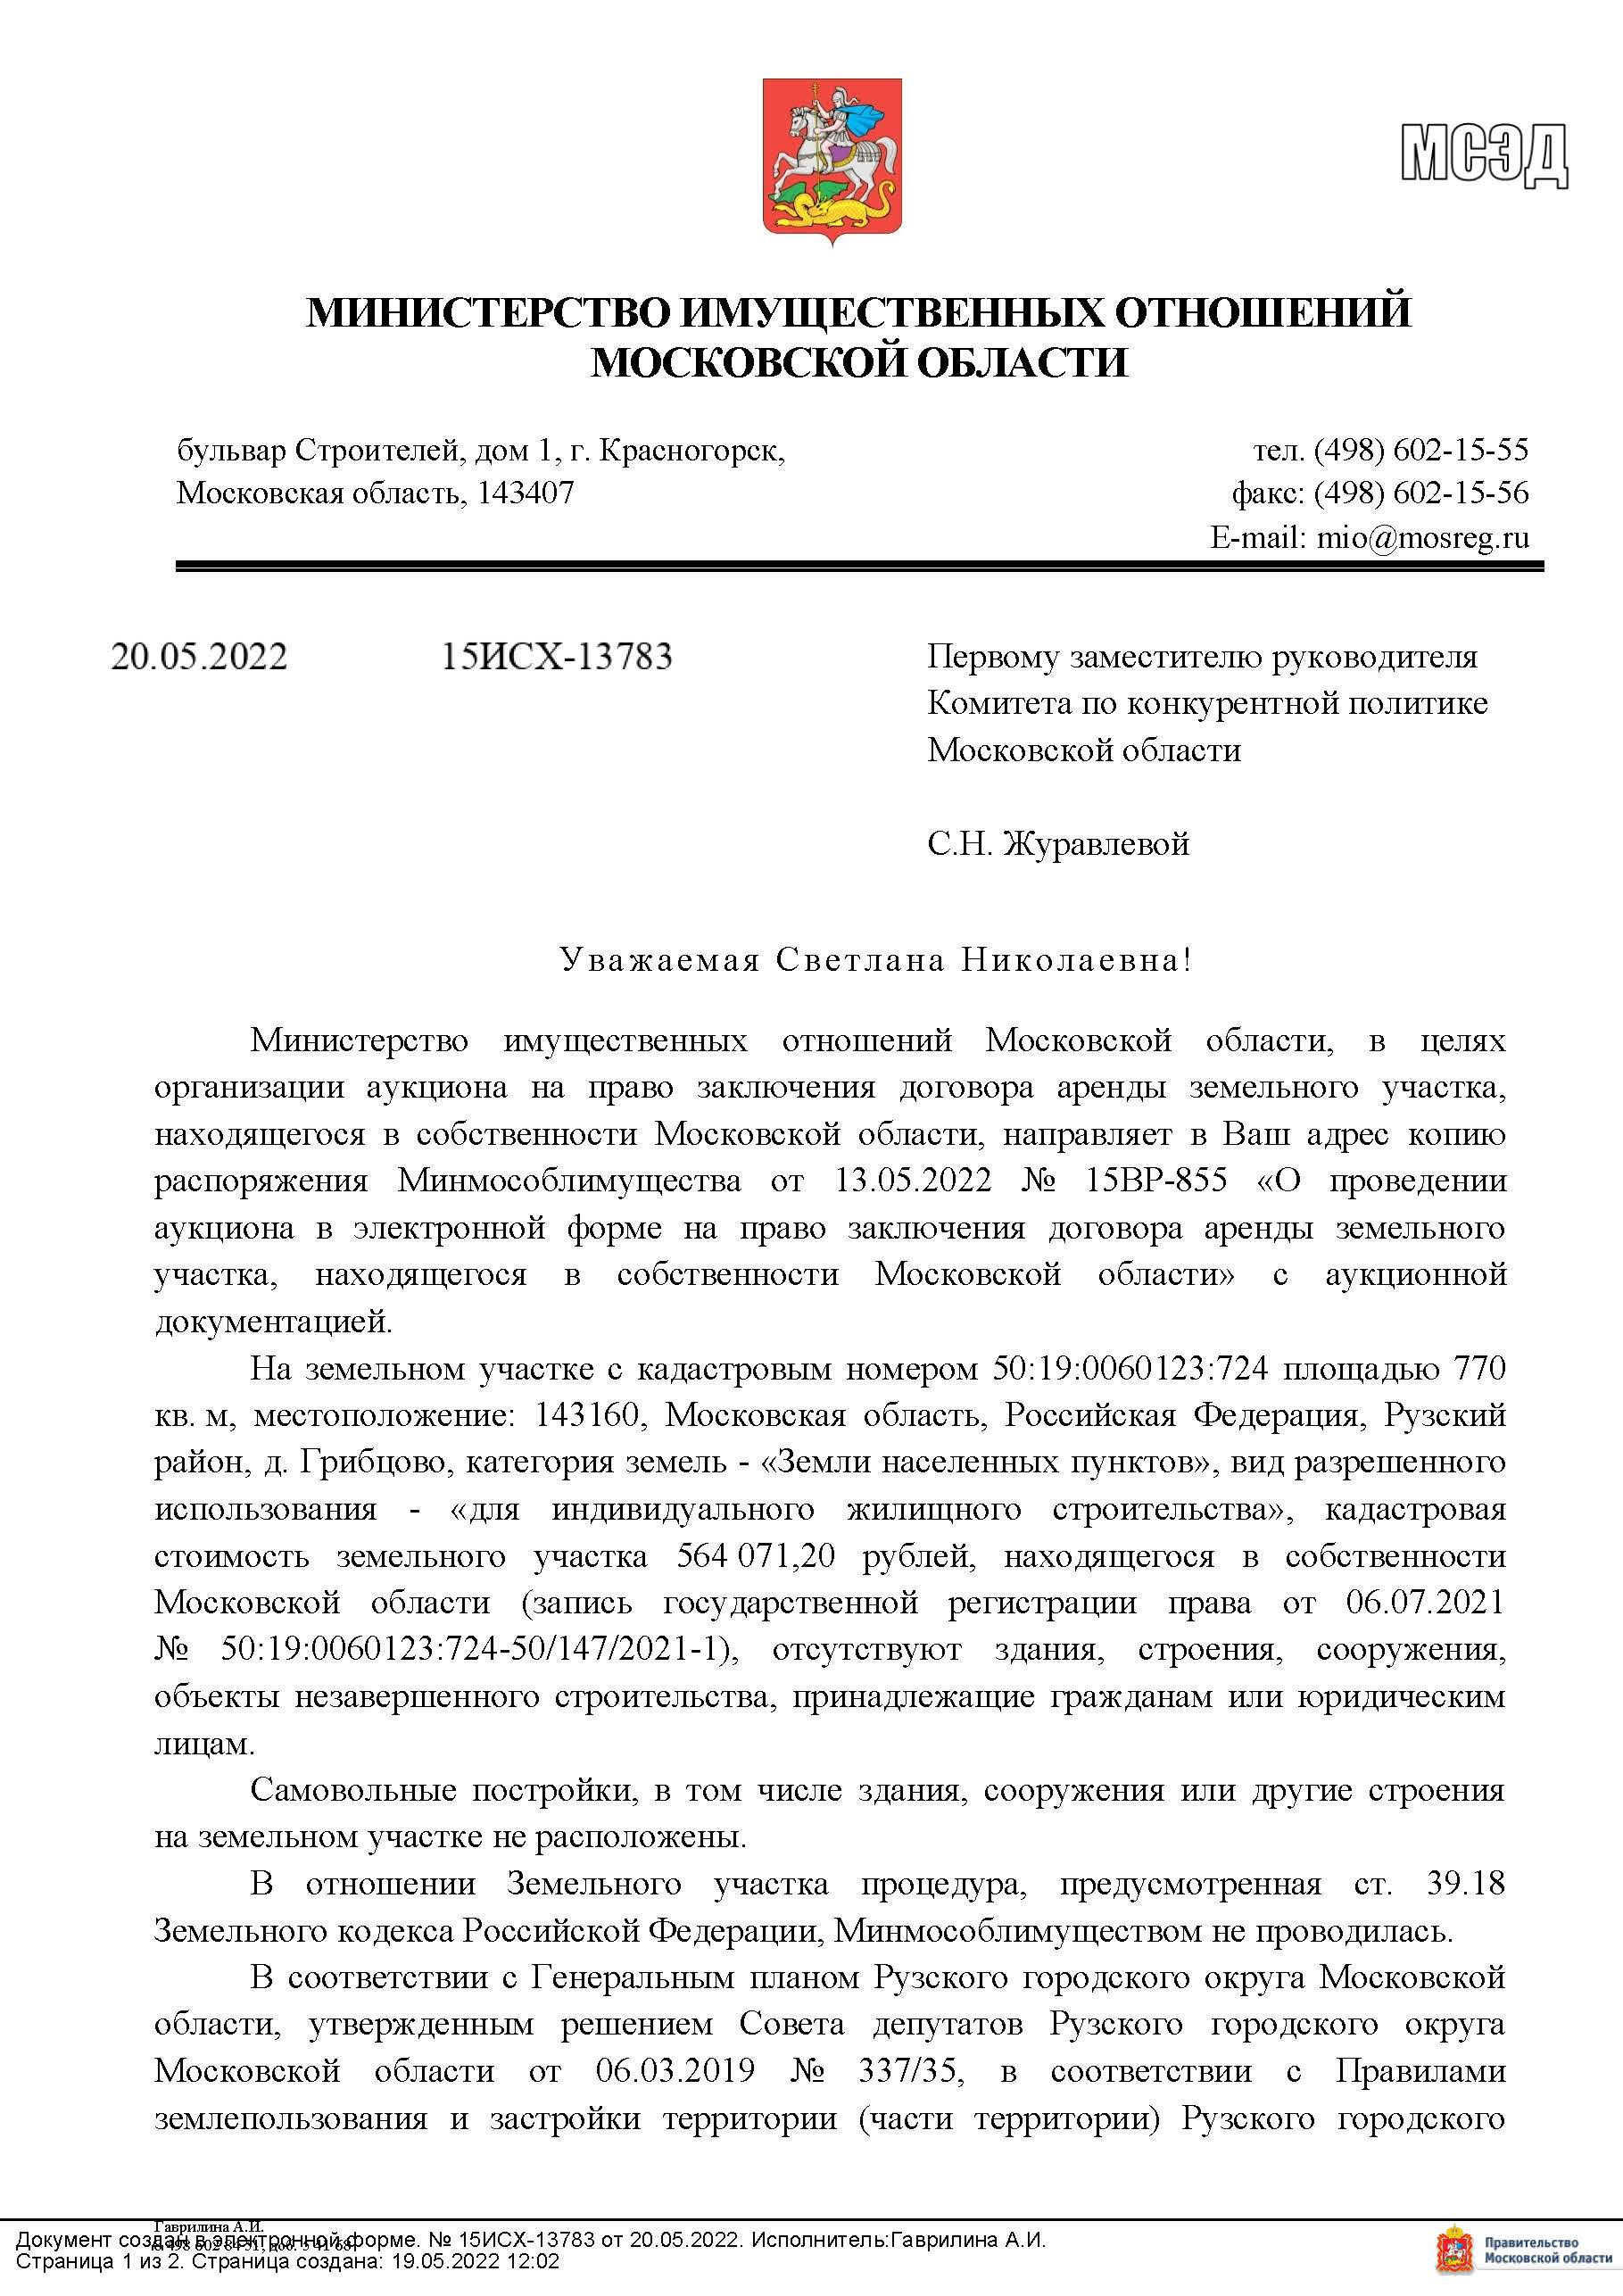 МСЭД
МИНИСТЕРСТВО ИМУЩЕСТВЕННЫХ ОТНОШЕНИЙ
МОСКОВСКОЙ ОБЛАСТИ
бульвар Строителей, дом 1, г. Красногорск,
Московская область, 143407
тел. (498) 602-15-55
факс: (498) 602-15-56
E-mail: mio@mosreg.ru
20.05.2022
15ИСХ-13783
Первому заместителю руководителя
Комитета по конкурентной политике
Московской области
С.Н. Журавлевой
Уважаемая Светлана Николаевна!
Министерство имущественных отношений Московской области, в целях
организации аукциона на право заключения договора аренды земельного участка,
находящегося в собственности Московской области, направляет в Ваш адрес копию
распоряжения Минмособлимущества от 13.05.2022 № 15ВР-855 «О проведении
аукциона в электронной форме на право заключения договора аренды земельного
участка, находящегося в собственности Московской области» с аукционной
документацией.
На земельном участке с кадастровым номером 50:19:0060123:724 площадью 770
кв. м, местоположение: 143160, Московская область, Российская Федерация, Рузский
район, д. Грибцово, категория земель - «Земли населенных пунктов», вид разрешенного
использования - «для индивидуального жилищного строительства», кадастровая
стоимость земельного участка 564 071,20 рублей, находящегося в собственности
Московской области (запись государственной регистрации права от 06.07.2021
№ 50:19:0060123:724-50/147/2021-1), отсутствуют здания, строения, сооружения,
объекты незавершенного строительства, принадлежащие гражданам или юридическим
лицам.
Самовольные постройки, в том числе здания, сооружения или другие строения
на земельном участке не расположены.
В отношении Земельного участка процедура, предусмотренная ст. 39.18
Земельного кодекса Российской Федерации, Минмособлимуществом не проводилась.
В соответствии с Генеральным планом Рузского городского округа Московской
области, утвержденным решением Совета депутатов Рузского городского округа
Московской области от 06.03.2019 № 337/35, в соответствии с Правилами
землепользования и застройки территории (части территории) Рузского городского
Гаврилина А.И.
Документ создан в электронной форме. № 15ИСХ-13783 от 20.05.2022. Исполнитель:Гаврилина А.И.
Страница 1 из 2. Страница создана: 19.05.2022 12:02
Правительство
Московской области